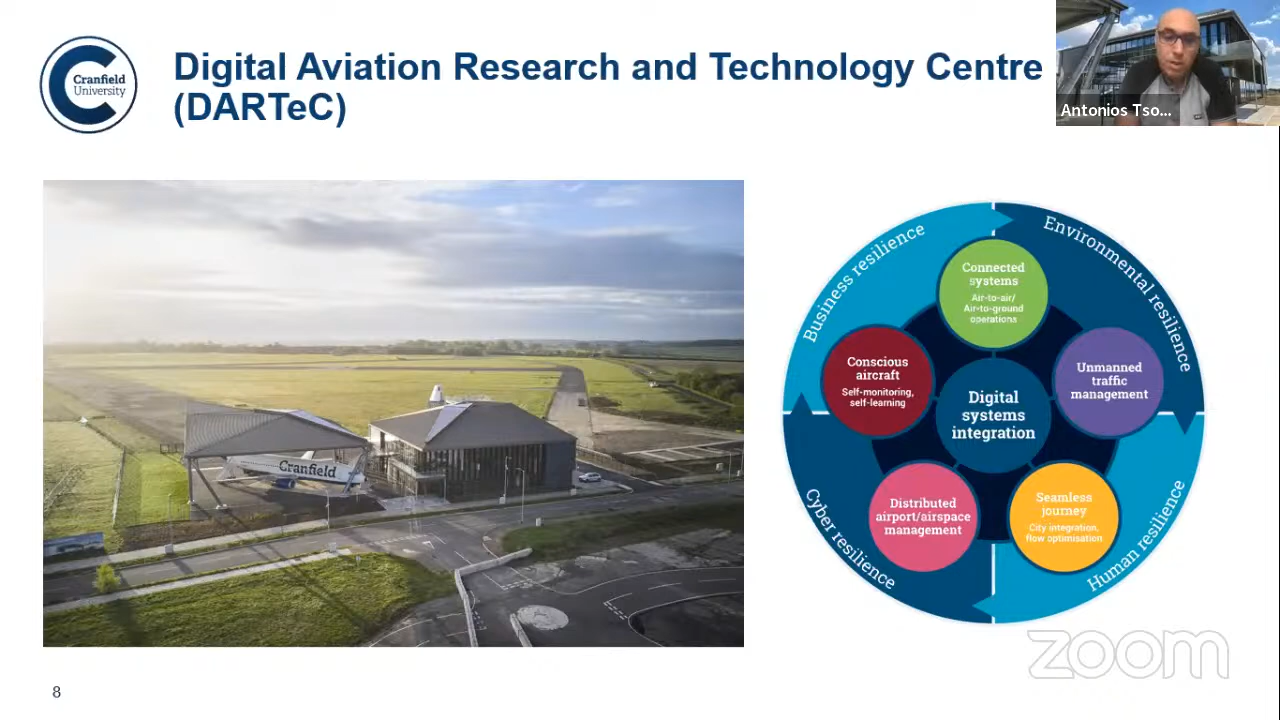 Cranfield
University
Digital Aviation Research and Technology Centre
(DARTeC)
Antonios Tso...
Cranfield
Business resilience
Environmental resilience
Connected
systems
Air-to-air/
Air-to-ground
operations
Conscious
aircraft
Self-monitoring,
self-learning
Unmanned
traffic
management
Digital
systems
integration
Distributed
airport/airspace
management
Seamless
journey
City integration,
flow optimisation
Cyber resilience
Human resilience
zoom
8